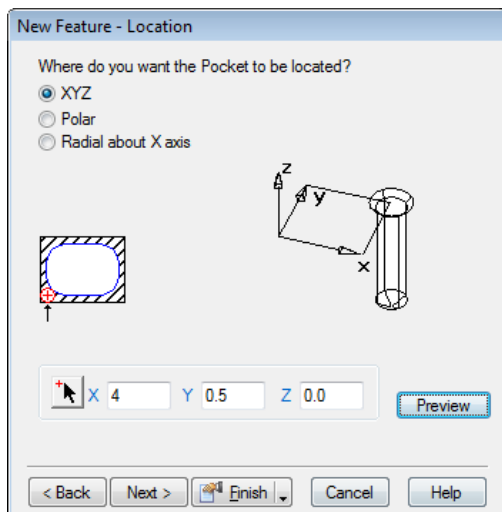 New Feature - Location
Where do you want the Pocket to be located?
XYZ
Polar
Radial about X axis
z
y
x
X 4 Y 0.5 Z 0.0
Preview
< Back Next > Finish Cancel Help